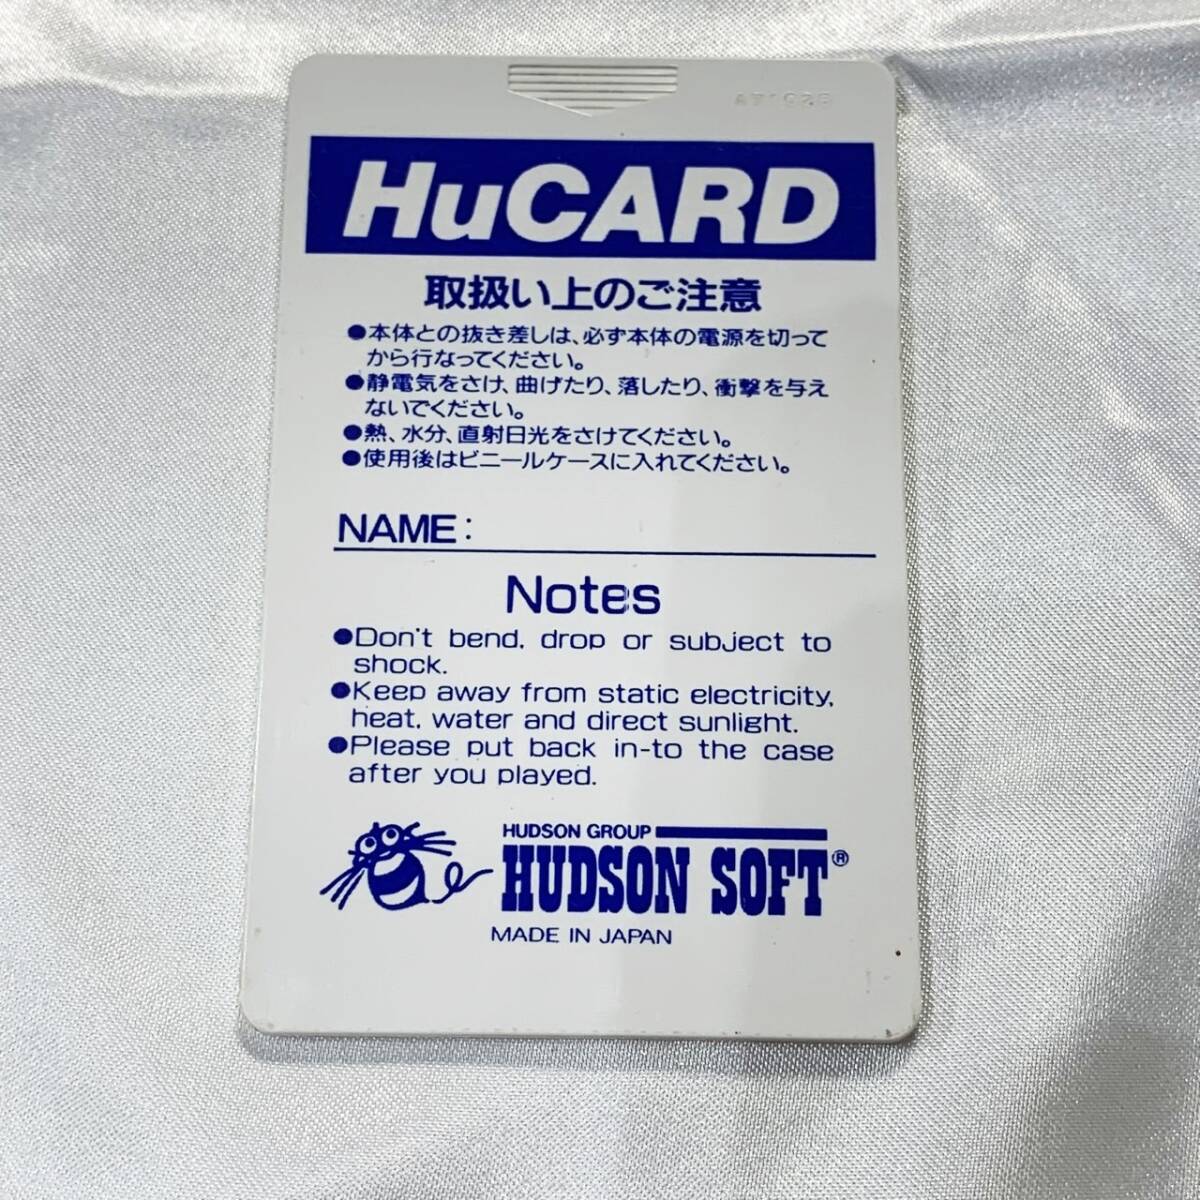 HuCARD
取扱い上のご注意
●本体との抜き差しは、必ず本体の電源を切って
から行なってください。
●静電気をさけ、曲げたり、落したり、衝撃を与え
ないでください。
●熱、水分、直射日光をさけてください。
●使用後はビニールケースに入れてください。
NAME:
Notes
●Don't bend, drop or subject to
shock.
●Keep away from static electricity,
heat, water and direct sunlight.
●Please put back in-to the case
after you played.
HUDSON GROUP
HUDSON SOFT®
MADE IN JAPAN